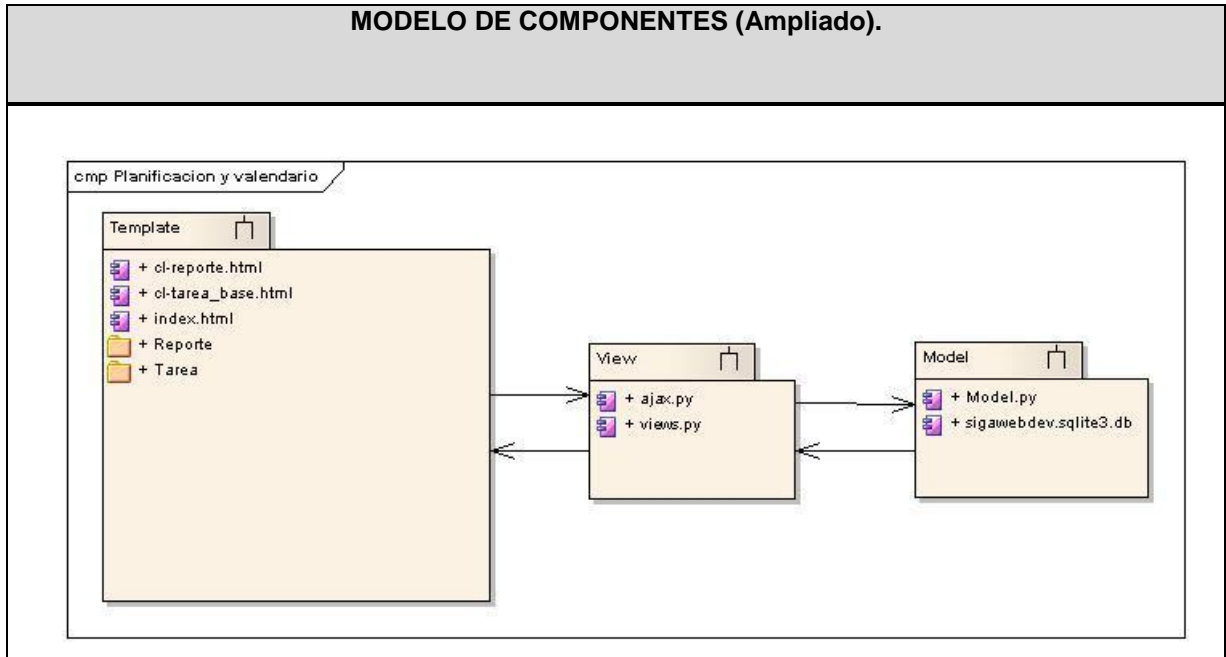 MODELO DE COMPONENTES (Ampliado).
cmp Planificacion y valendario
Template
+ cl-reporte.html
+ cl-tarea_base.html
+ index.html
+ Reporte
+ Tarea
View
+ ajax.py
+ views.py
Model
+ Model.py
+ sigawebdev.sqlite3.db